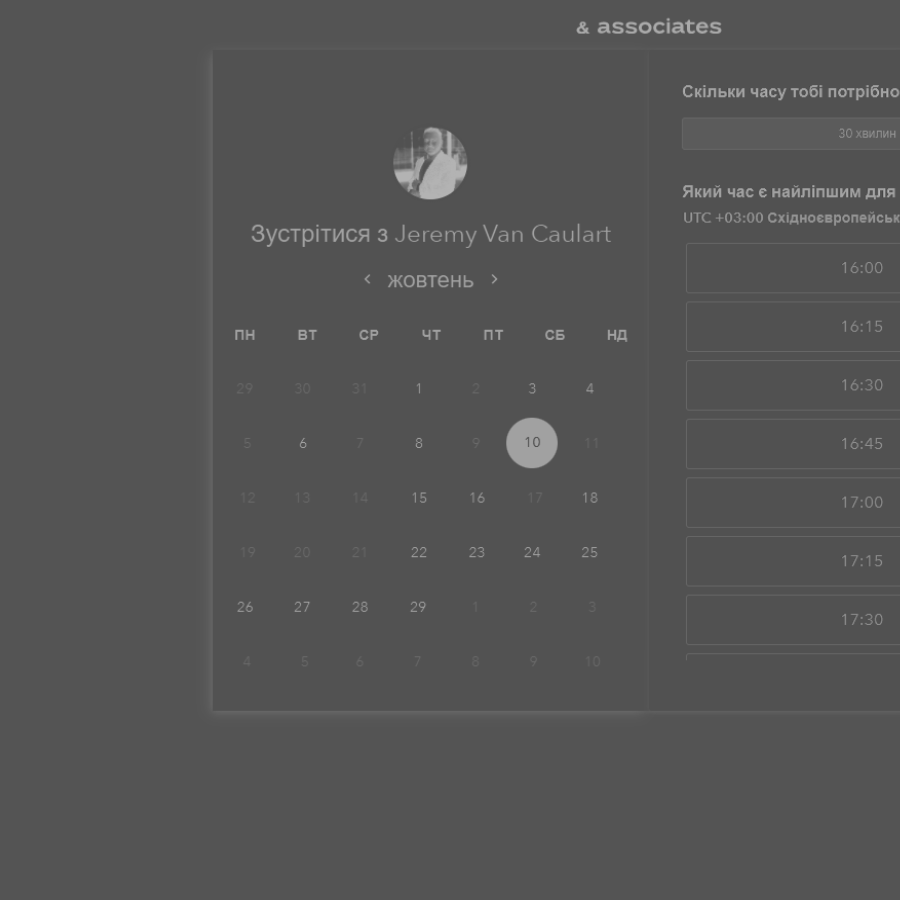 & associates
Зустрітися з Jeremy Van Caulart
< жовтень >
ПН ВТ СР ЧТ ПТ СБ НД
29 30 31 1 2 3 4
5 6 7 8 9 10 11
12 13 14 15 16 17 18
19 20 21 22 23 24 25
26 27 28 29 1 2 3
4 5 6 7 8 9 10
Скільки часу тобі потрібно
30 хвилин
Який час є найліпшим для
UTC +03:00 Східноєвропейськ
16:00
16:15
16:30
16:45
17:00
17:15
17:30